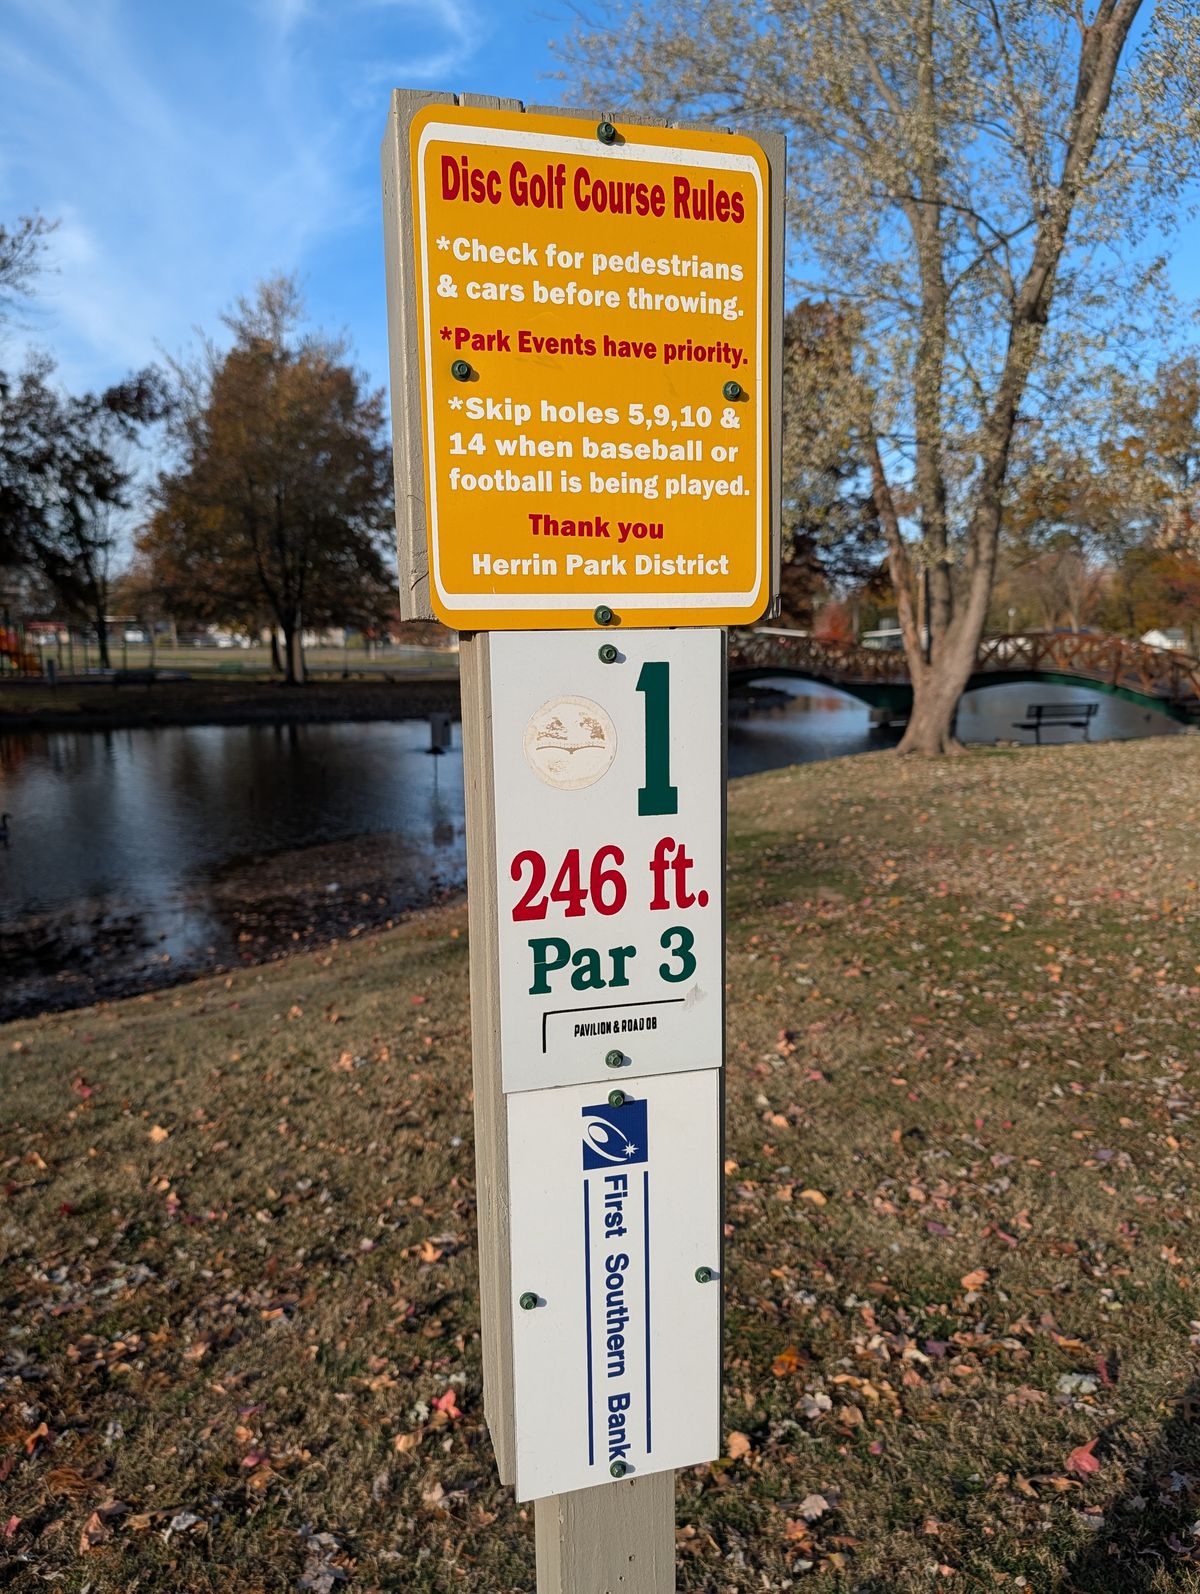 Disc Golf Course Rules
*Check for pedestrians
& cars before throwing.
*Park Events have priority.
*Skip holes 5,9,10 &
14 when baseball or
football is being played.
Thank you
Herrin Park District
1
246 ft.
Par 3
PAVILION & ROAD OB
First Southern Bank